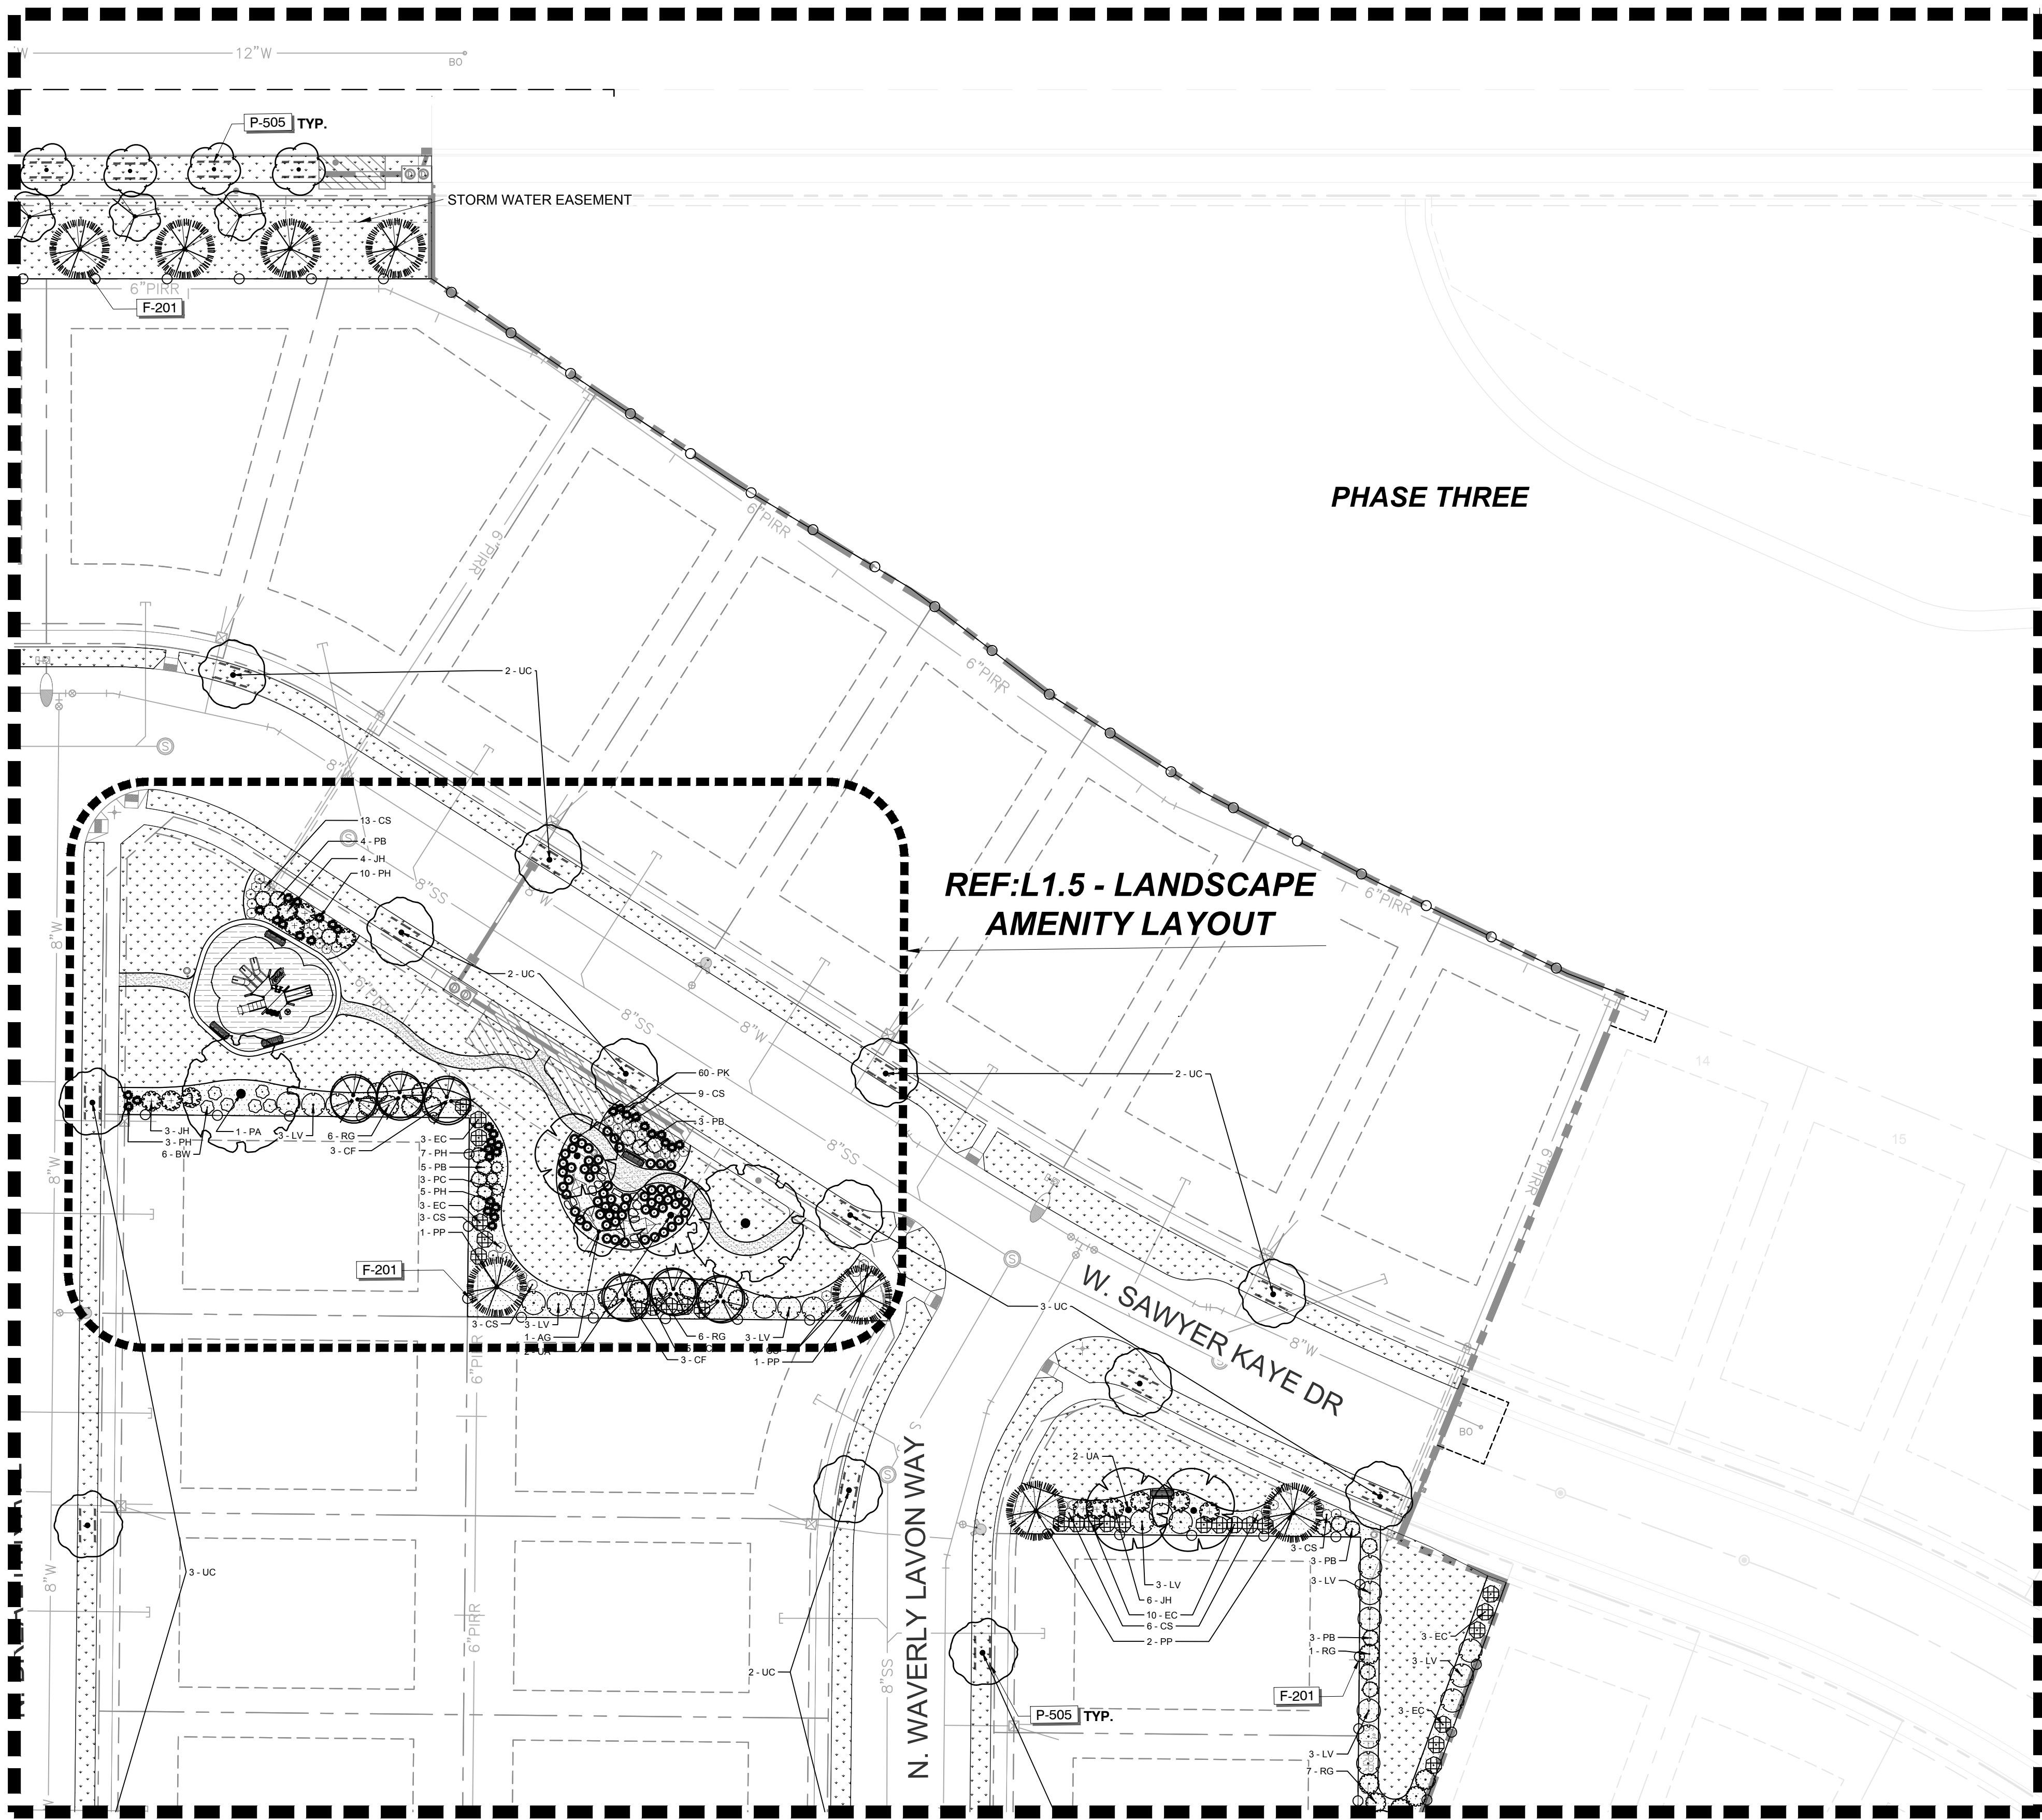 12"W
BO
P-505 TYP.
STORM WATER EASEMENT
6"PIRR
F-201
PHASE THREE
6"PIRR
6"PIRR
6"PIRR
2 - UC
8"W
13 - CS
4 - PB
4 - JH
10 - PH
S
S
8"SS
8"W
6"PIRR
REF:L1.5 - LANDSCAPE
AMENITY LAYOUT
8"W
2 - UC
6"PIRR
8"SS
8"W
14
60 - PK
9 - CS
3 - PB
2 - UC
3 - JH
3 - PH
6 - BW
1 - PA
3 - LV
6 - RG
3 - CF
3 - EC
7 - PH
5 - PB
3 - PC
5 - PH
3 - EC
3 - CS
1 - PP
8"SS
15
8"W
6"PIRR
F-201
S
3 - CS
3 - LV
1 - AG
2 - UA
6 - RG
3 - CF
3 - LV
1 - PP
3 - UC
W. SAWYER KAYE DR
8"W
S
6"PIRR
BO
S
S
2 - UA
3 - CS
3 - PB
3 - LV
3 - LV
6 - JH
10 - EC
6 - CS
2 - PP
3 - UC
8"W
6"PIRR
3 - PB
1 - RG
3 - EC
3 - LV
2 - UC
8"SS
N. WAVERLY LAVON WAY
F-201
3 - EC
P-505 TYP.
3 - LV
7 - RG